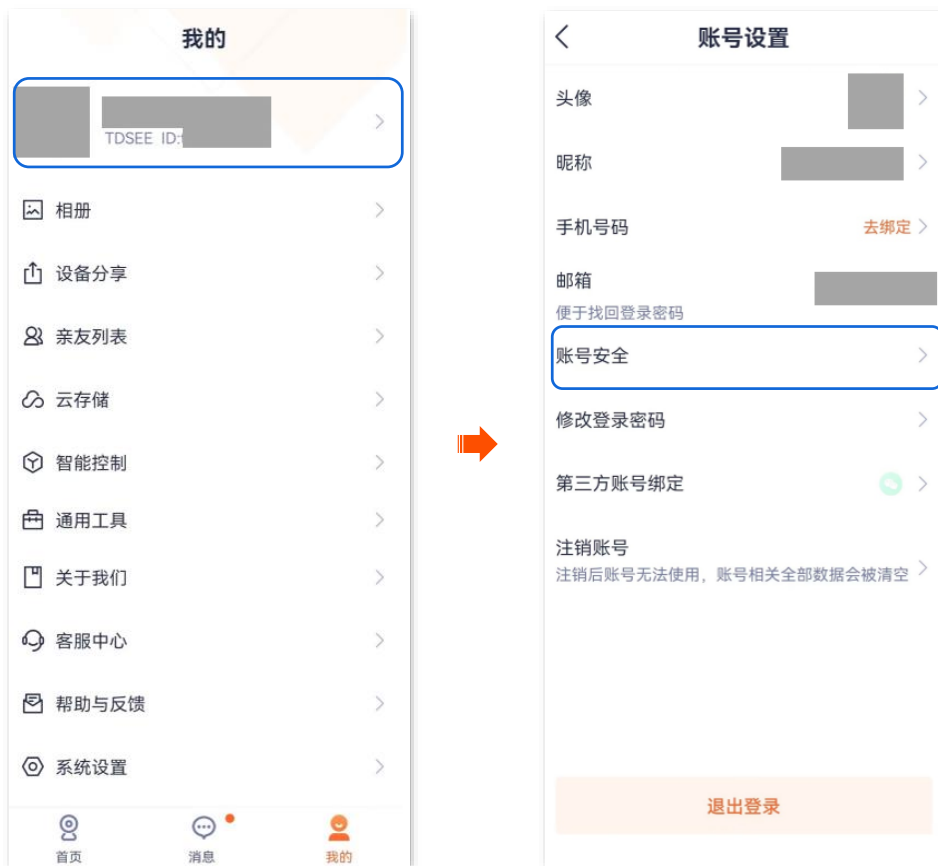 我的
TDSEE ID:
相册
设备分享
亲友列表
云存储
智能控制
通用工具
关于我们
客服中心
帮助与反馈
系统设置
首页
消息
我的
账号设置
头像
昵称
手机号码
去绑定
邮箱
便于找回登录密码
账号安全
修改登录密码
第三方账号绑定
注销账号
注销后账号无法使用，账号相关全部数据会被清空
退出登录